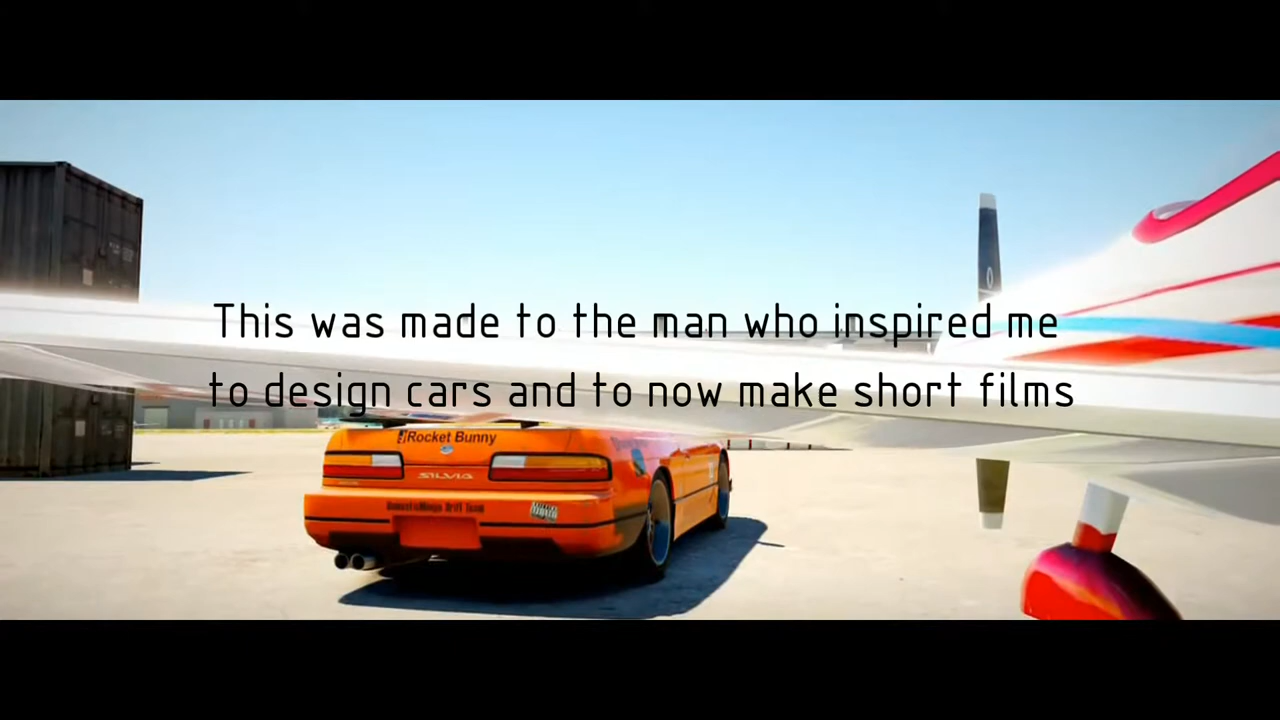 This was made to the man who inspired me
to design cars and to now make short films
Rocket Bunny
SILVIA